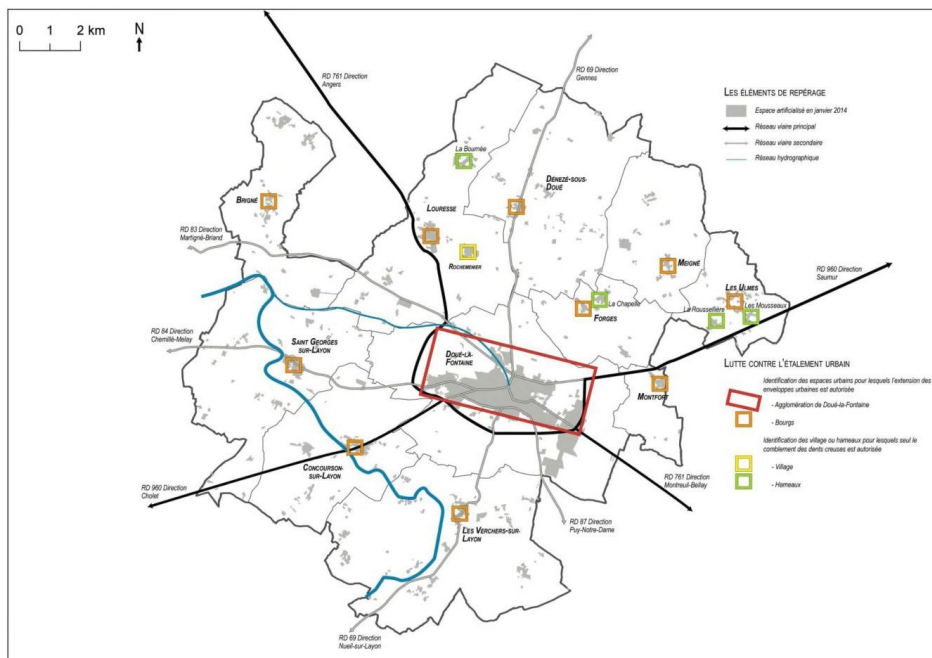 0 1 2 km
N
RD 761 Direction
Angers
RD 69 Direction
Gennes
LES ÉLÉMENTS DE REPÉRAGE
Espace artificialisé en janvier 2014
Réseau viaire principal
Réseau viaire secondaire
Réseau hydrographique
La Bournée
DÉNEZÉ-SOUS-
DOUÉ
BRIGNÉ
LOURESSE
RD 83 Direction
Martigné-Briand
ROCHEMENIER
MEIGNÉ
RD 960 Direction
Saumur
LES ULMES
La Chapelle
La Rousselière
Les Mousseaux
FORGES
RD 84 Direction
Chemillé-Melay
SAINT GEORGES
SUR-LAYON
DOUÉ-LA-
FONTAINE
MONTFORT
LUTTE CONTRE L'ÉTALEMENT URBAIN
Identification des espaces urbains pour lesquels l'extension des
enveloppes urbaines est autorisée
- Agglomération de Doué-la-Fontaine
- Bourgs
Identification des village ou hameaux pour lesquels seul le
comblement des dents creuses est autorisée
- Village
- Hameaux
CONCOURSON-
SUR-LAYON
RD 960 Direction
Cholet
RD 761 Direction
Montreuil-Bellay
LES VERCHERS-SUR-
LAYON
RD 87 Direction
Puy-Notre-Dame
RD 69 Direction
Nueil-sur-Layon